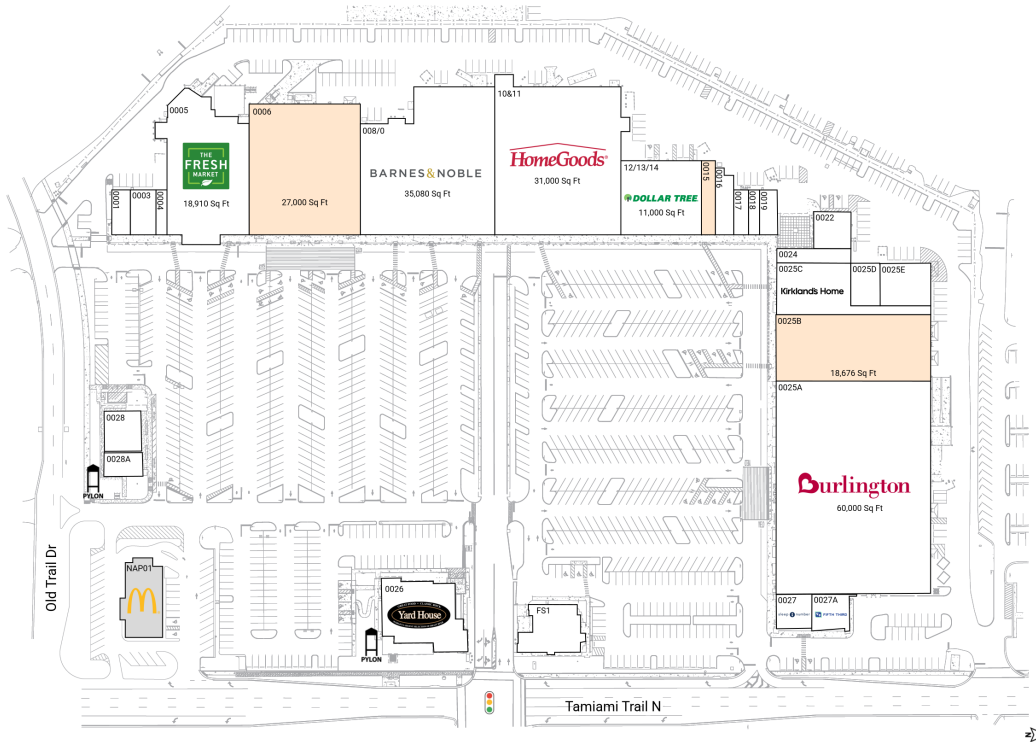 0005
0006
008/0
10&11
THE
FRESH
MARKET
18,910 Sq Ft
27,000 Sq Ft
BARNES&NOBLE
35,080 Sq Ft
HomeGoods
31,000 Sq Ft
12/13/14
DOLLAR TREE
11,000 Sq Ft
0001
0003
0004
0015
0016
0017
0018
0019
0022
0024
0025C
0025D
0025E
Kirkland's Home
0025B
18,676 Sq Ft
0025A
Burlington
60,000 Sq Ft
0028
0028A
PYLON
Old Trail Dr
NAP01
0026
Yard House
PYLON
FS1
0027
0027A
sleep number
FIFTH THIRD
Tamiami Trail N
N